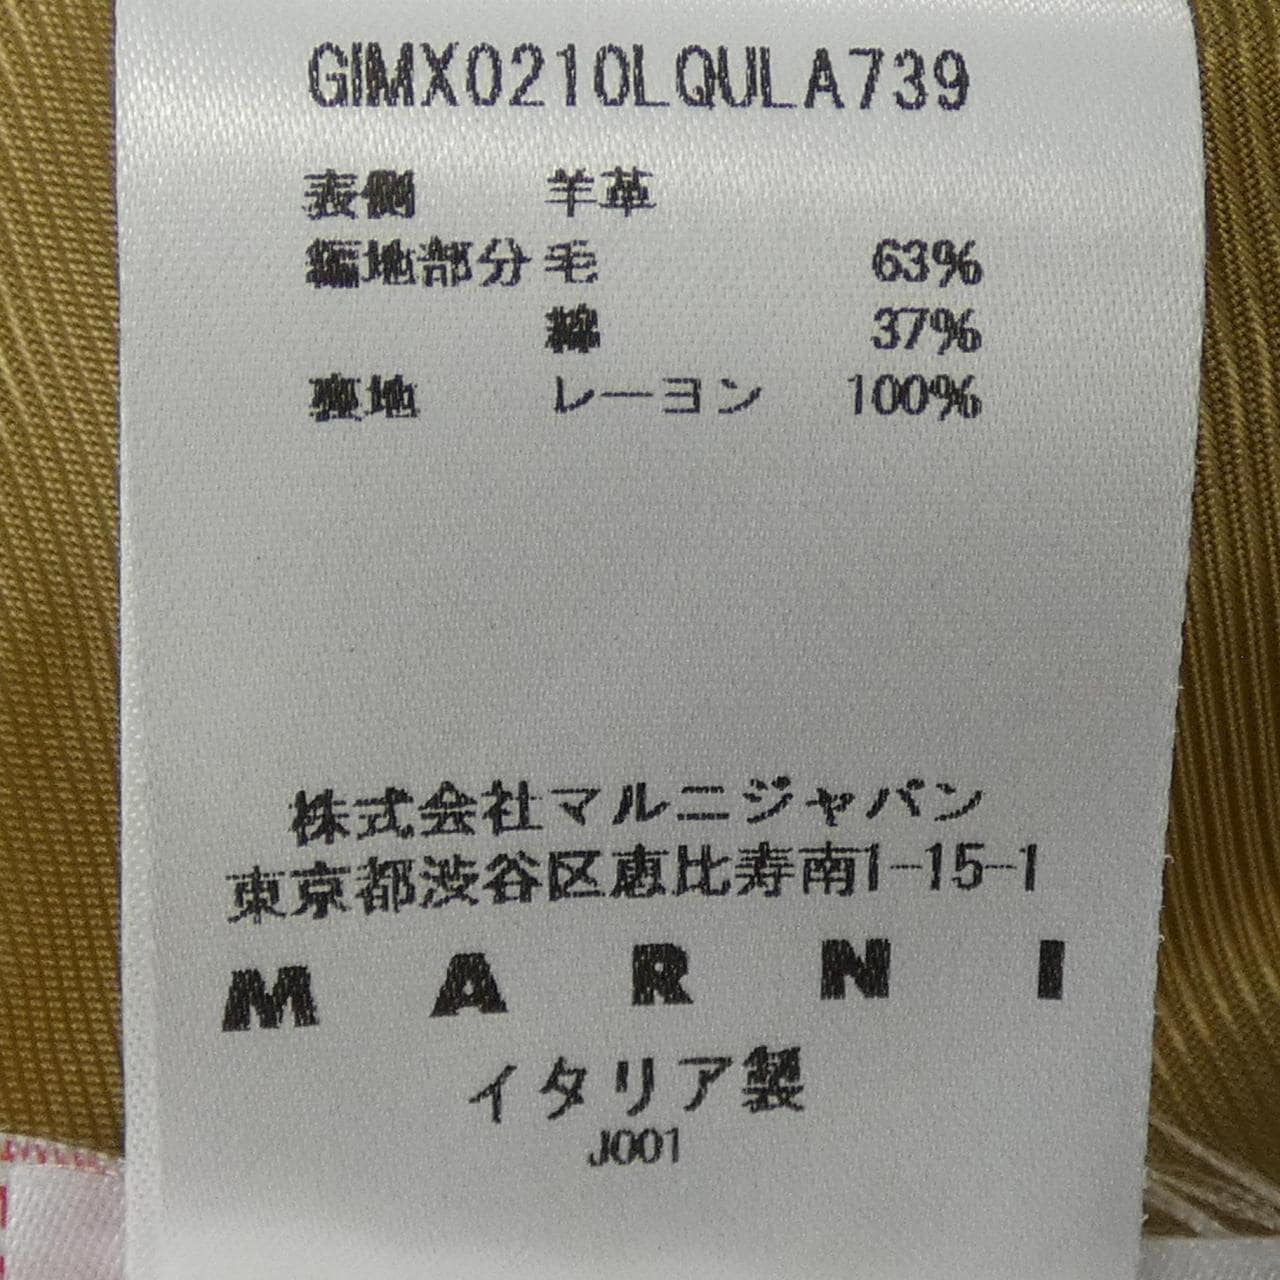 GIMX0210LQULA739
表側 羊革
編地部分 毛 63%
綿 37%
裏地 レーヨン 100%
株式会社マルニジャパン
東京都渋谷区恵比寿南1-15-1
MARNI
イタリア製
J001